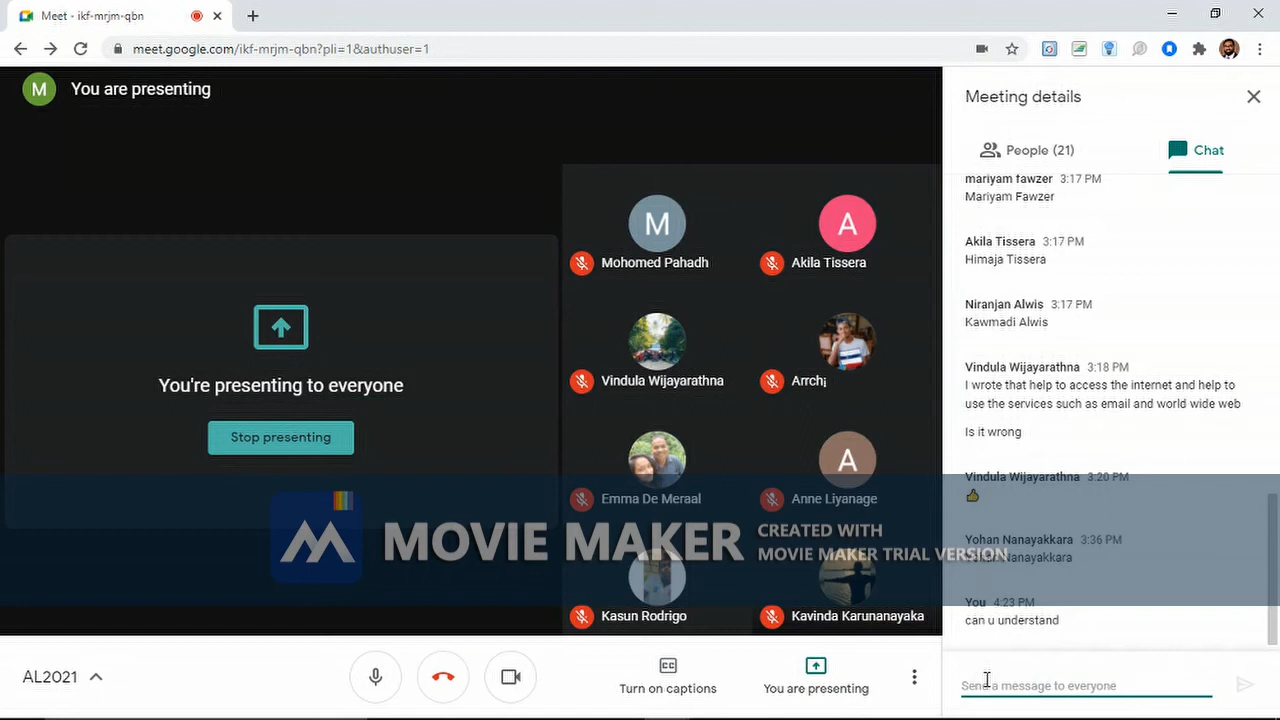 Meet - ikf-mrjm-qbn
meet.google.com/ikf-mrjm-qbn?pli=1&authuser=1
M
You are presenting
Meeting details
People (21)
Chat
You're presenting to everyone
Stop presenting
M
Mohomed Pahadh
A
Akila Tissera
Vindula Wijayarathna
Arrch¡
Emma De Meraal
A
Anne Liyanage
Kasun Rodrigo
Kavinda Karunanayaka
mariyam fawzer 3:17 PM
Mariyam Fawzer
Akila Tissera 3:17 PM
Himaja Tissera
Niranjan Alwis 3:17 PM
Kawmadi Alwis
Vindula Wijayarathna 3:18 PM
I wrote that help to access the internet and help to
use the services such as email and world wide web
Is it wrong
Vindula Wijayarathna 3:20 PM
👍
Yohan Nanayakkara 3:36 PM
Nanayakkara
You 4:23 PM
can u understand
Send a message to everyone
MOVIE MAKER
CREATED WITH
MOVIE MAKER TRIAL VERSION
AL2021
CC
Turn on captions
You are presenting